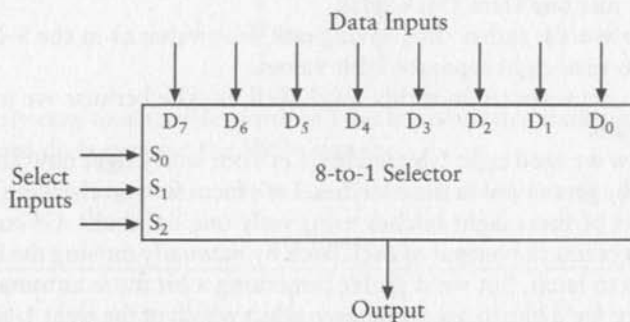 Data Inputs
D₇ D₆ D₅ D₄ D₃ D₂ D₁ D₀
S₀
Select
Inputs
S₁
8-to-1 Selector
S₂
Output